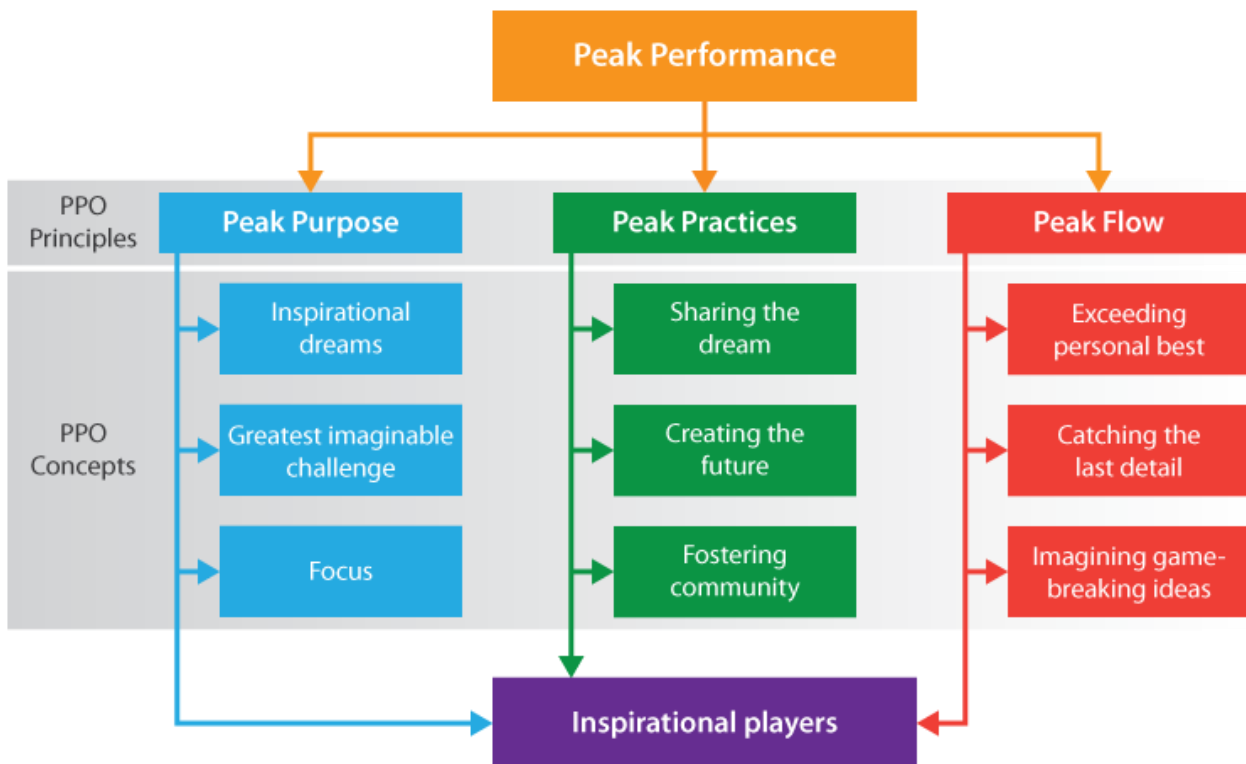 Peak Performance
PPO
Principles
Peak Purpose
Peak Practices
Peak Flow
PPO
Concepts
Inspirational
dreams
Sharing the
dream
Exceeding
personal best
Greatest imaginable
challenge
Creating the
future
Catching the
last detail
Focus
Fostering
community
Imagining game-
breaking ideas
Inspirational players